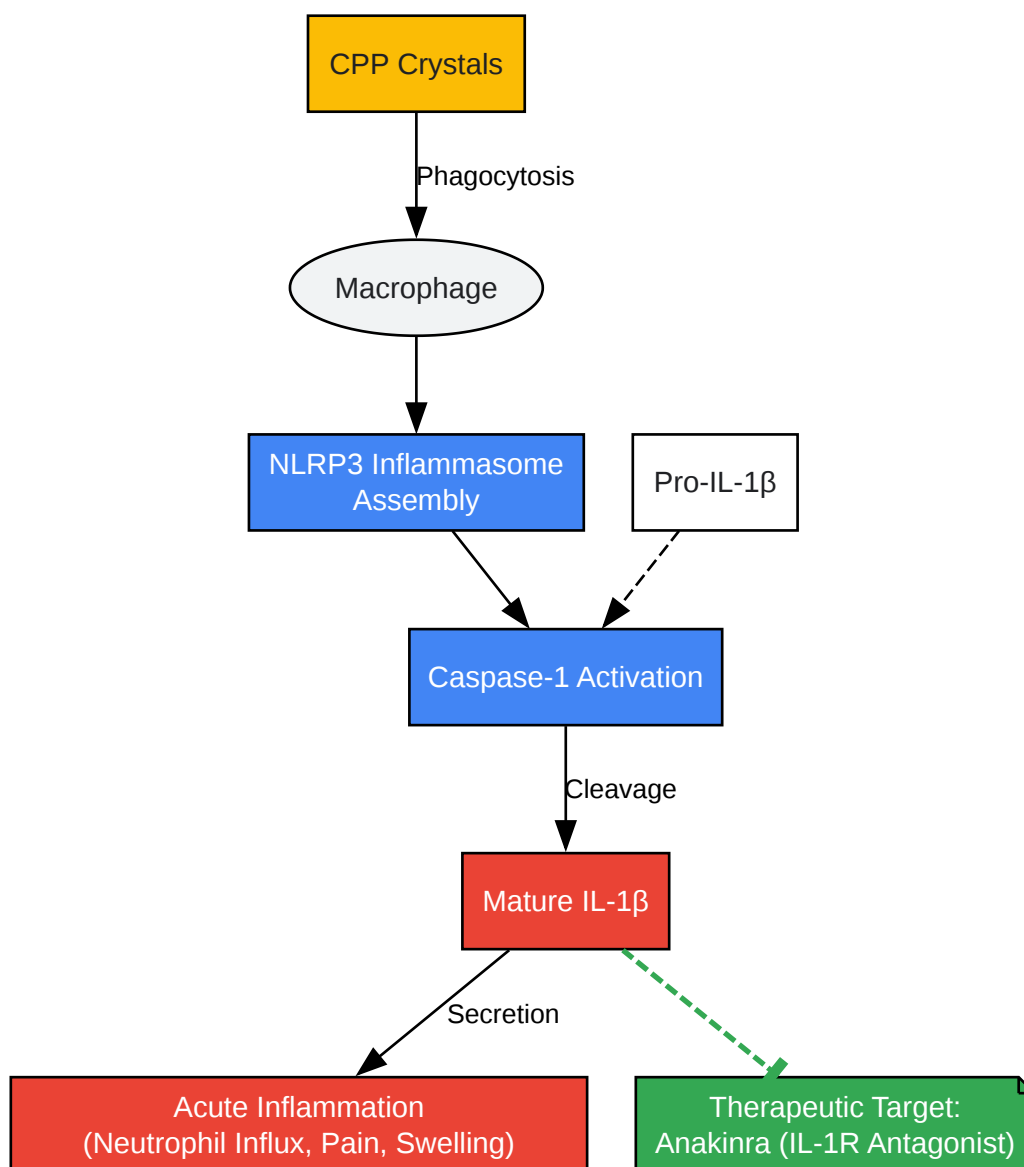 CPP Crystals
Phagocytosis
Macrophage
NLRP3 Inflammasome
Assembly
Pro-IL-1β
Caspase-1 Activation
Cleavage
Mature IL-1β
Secretion
Acute Inflammation
(Neutrophil Influx, Pain, Swelling)
Therapeutic Target:
Anakinra (IL-1R Antagonist)